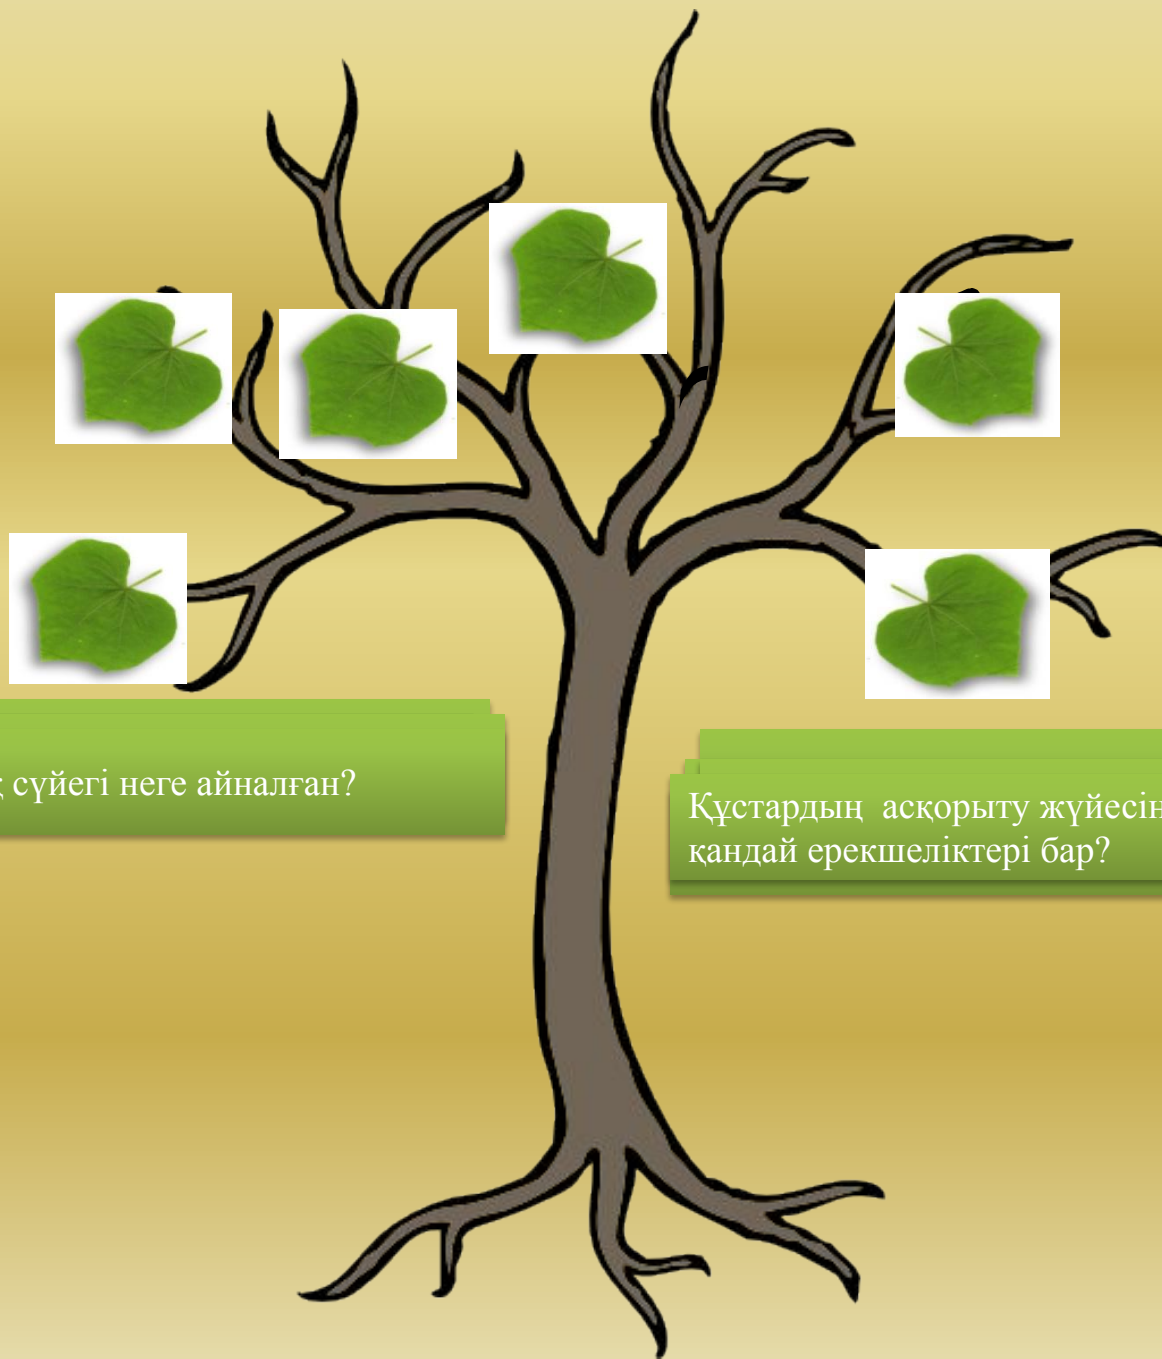 сүйегі неге айналған?
Құстардың асқорыту жүйесін
қандай ерекшеліктері бар?